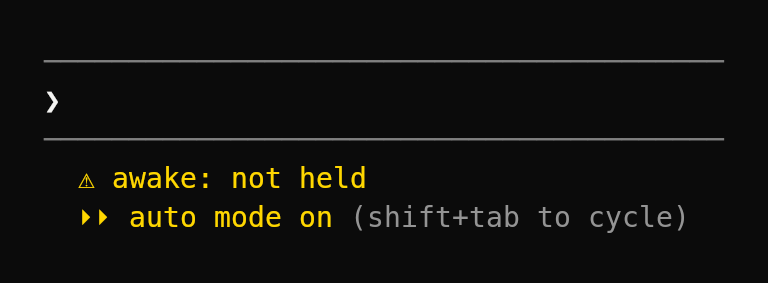 ❯
⚠ awake: not held
⏵⏵ auto mode on (shift+tab to cycle)